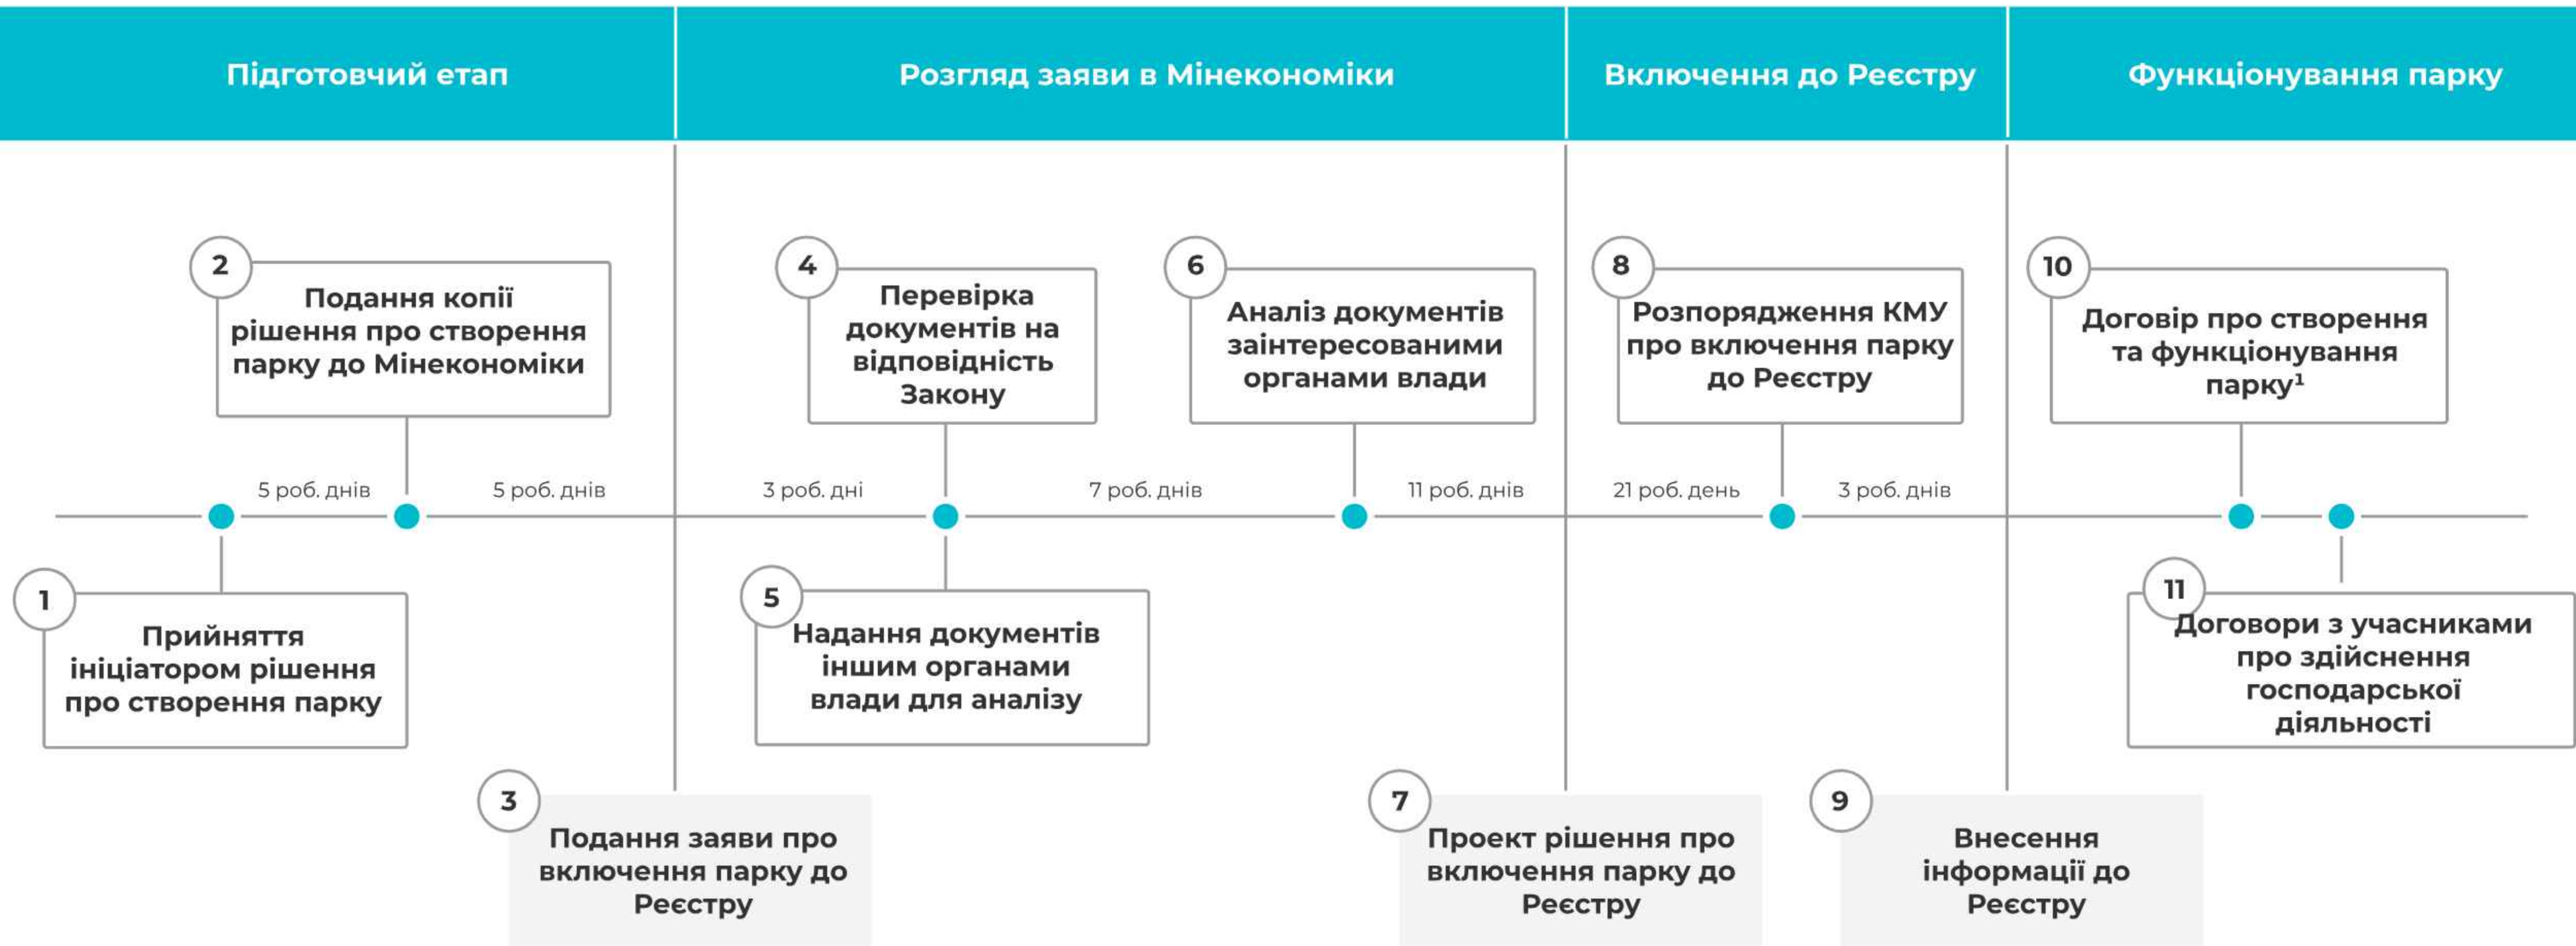 Підготовчий етап
Розгляд заяви в Мінекономіки
Включення до Реєстру
Функціонування парку
2
Подання копії
рішення про створення
парку до Мінекономіки
4
Перевірка
документів на
відповідність
Закону
6
Аналіз документів
заінтересованими
органами влади
8
Розпорядження КМУ
про включення парку
до Реєстру
10
Договір про створення
та функціонування
парку¹
5 роб. днів
5 роб. днів
3 роб. дні
7 роб. днів
11 роб. днів
21 роб. день
3 роб. днів
1
Прийняття
ініціатором рішення
про створення парку
5
Надання документів
іншим органами
влади для аналізу
11
Договори з учасниками
про здійснення
господарської
діяльності
3
Подання заяви про
включення парку до
Реєстру
7
Проект рішення про
включення парку до
Реєстру
9
Внесення
інформації до
Реєстру